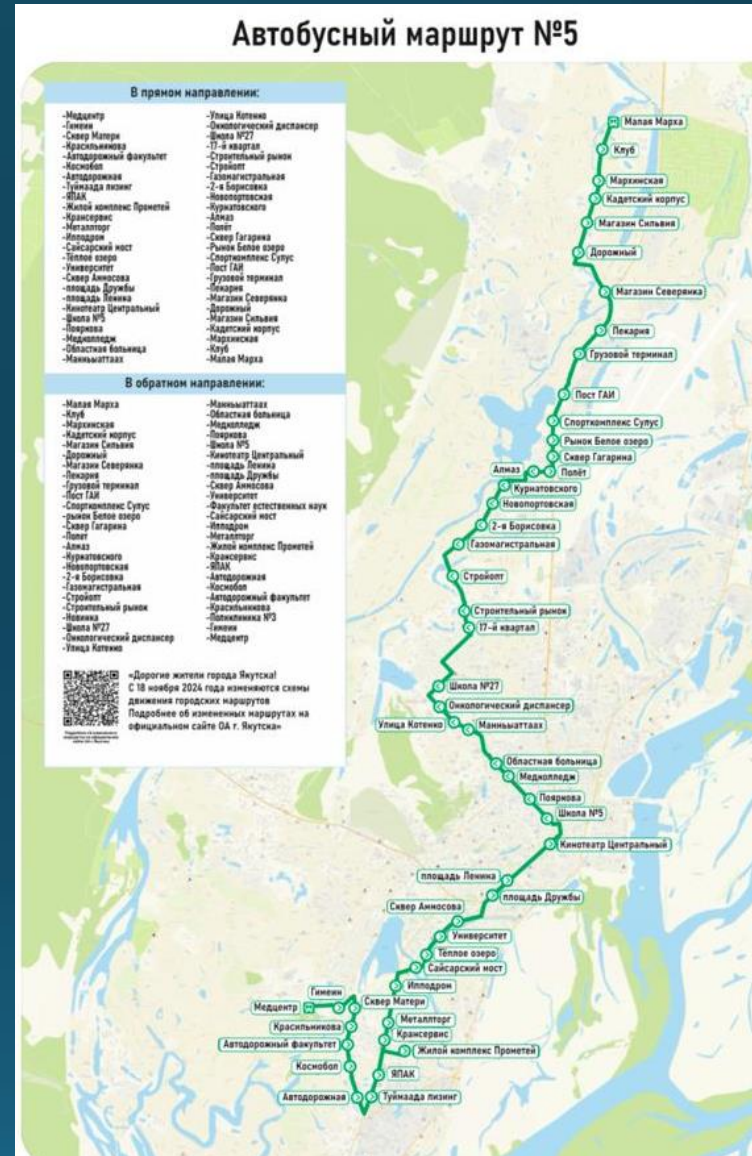 Автобусный маршрут №5
В прямом направлении:
-Медцентр
-Гимеин
-Сквер Матери
-Красильникова
-Автодорожный факультет
-Космобол
-Автодорожная
-Туймаада лизинг
-ЯПАК
-Жилой комплекс Прометей
-Крансервис
-Металлторг
-Ипподром
-Сайсарский мост
-Тёплое озеро
-Университет
-Сквер Аммосова
-площадь Дружбы
-площадь Ленина
-Кинотеатр Центральный
-Школа №5
-Пояркова
-Медколледж
-Областная больница
-Манньыаттаах
-Улица Котенко
-Онкологический диспансер
-Школа №27
-17-й квартал
-Строительный рынок
-Стройопт
-Газомагистральная
-2-я Борисовка
-Новопортовская
-Курнатовского
-Алмаз
-Полёт
-Сквер Гагарина
-Рынок Белое озеро
-Спорткомплекс Сулус
-Пост ГАИ
-Грузовой терминал
-Пекария
-Магазин Северянка
-Дорожный
-Магазин Сильвия
-Кадетский корпус
-Мархинская
-Клуб
-Малая Марха
В обратном направлении:
-Малая Марха
-Клуб
-Мархинская
-Кадетский корпус
-Магазин Сильвия
-Дорожный
-Магазин Северянка
-Пекария
-Грузовой терминал
-Пост ГАИ
-Спорткомплекс Сулус
-рынок Белое озеро
-Сквер Гагарина
-Полет
-Алмаз
-Курнатовского
-Новопортовская
-2-я Борисовка
-Газомагистральная
-Стройопт
-Строительный рынок
-Новинка
-Школа №27
-Онкологический диспансер
-Улица Котенко
-Манньыаттаах
-Областная больница
-Медколледж
-Пояркова
-Школа №5
-Кинотеатр Центральный
-площадь Ленина
-площадь Дружбы
-Сквер Аммосова
-Университет
-Факультет естественных наук
-Сайсарский мост
-Ипподром
-Металлторг
-Жилой комплекс Прометей
-Крансервис
-ЯПАК
-Автодорожная
-Космобол
-Автодорожный факультет
-Красильникова
-Поликлиника №3
-Гимеин
-Медцентр
«Дорогие жители города Якутска!
С 18 ноября 2024 года изменяются схемы
движения городских маршрутов
Подробнее об измененных маршрутах на
официальном сайте ОА г. Якутска»
Малая Марха
Клуб
Мархинская
Кадетский корпус
Магазин Сильвия
Дорожный
Магазин Северянка
Пекария
Грузовой терминал
Пост ГАИ
Спорткомплекс Сулус
Рынок Белое озеро
Сквер Гагарина
Алмаз
Полёт
Курнатовского
Новопортовская
2-я Борисовка
Газомагистральная
Стройопт
Строительный рынок
17-й квартал
Школа №27
Онкологический диспансер
Улица Котенко
Манньыаттаах
Областная больница
Медколледж
Пояркова
Школа №5
Кинотеатр Центральный
площадь Ленина
площадь Дружбы
Сквер Аммосова
Университет
Тёплое озеро
Сайсарский мост
Ипподром
Гимеин
Медцентр
Сквер Матери
Металлторг
Красильникова
Крансервис
Автодорожный факультет
Жилой комплекс Прометей
Космобол
ЯПАК
Автодорожная
Туймаада лизинг